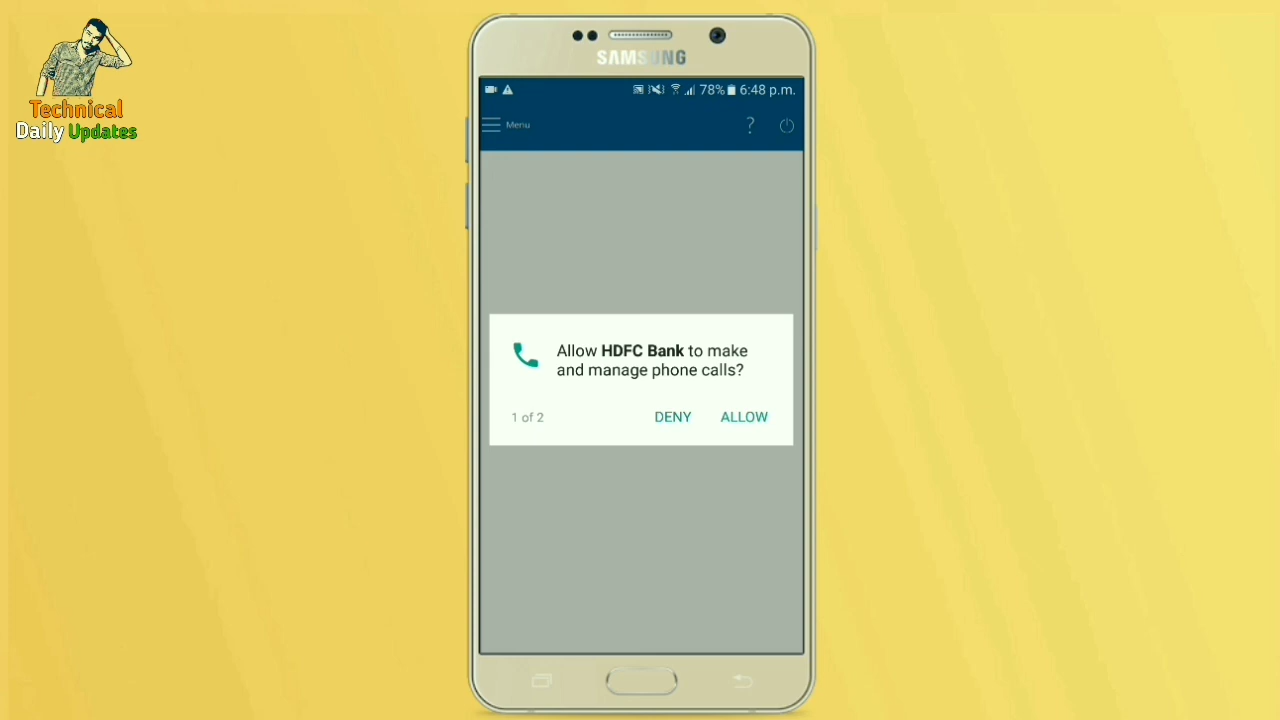 Technical
Daily Updates
SAMSUNG
78% 6:48 p.m.
Menu
?
Allow HDFC Bank to make
and manage phone calls?
1 of 2
DENY
ALLOW